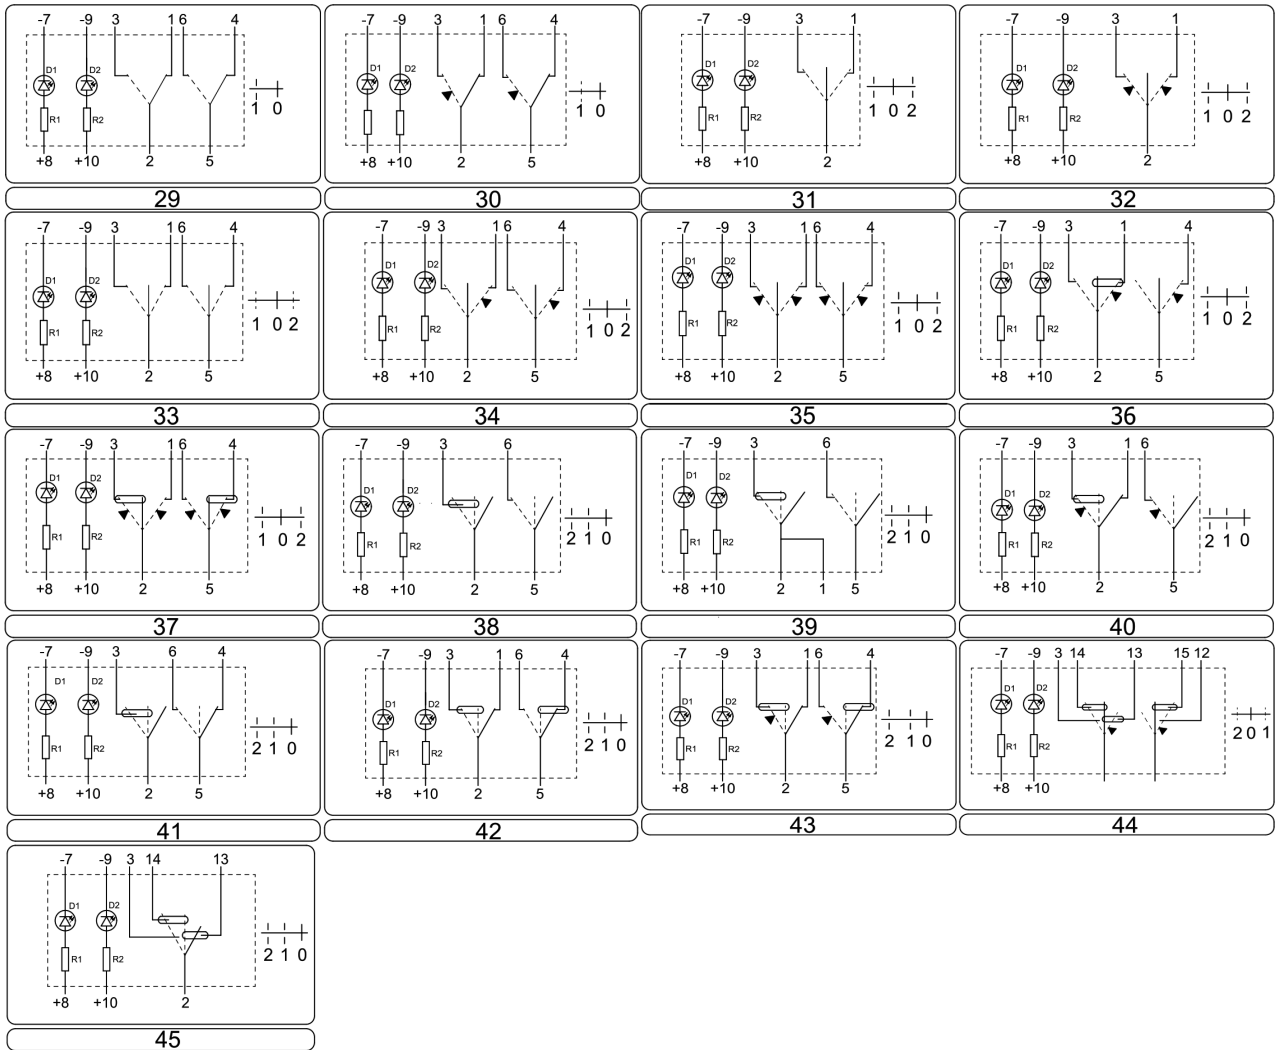 -7 -9 3 1 6 4
D1 D2
R1 R2
1 0
+8 +10 2 5
29
-7 -9 3 1 6 4
D1 D2
1 0
+8 +10 2 5
30
-7 -9 3 1
D1 D2
R1 R2
1 0 2
+8 +10 2
31
-7 -9 3 1
D1 D2
R1 R2
1 0 2
+8 +10 2
32
-7 -9 3 1 6 4
D1 D2
R1 R2
1 0 2
+8 +10 2 5
33
-7 -9 3 1 6 4
D1 D2
R1 R2
1 0 2
+8 +10 2 5
34
-7 -9 3 1 6 4
D1 D2
R1 R2
1 0 2
+8 +10 2 5
35
-7 -9 3 1 4
D1 D2
R1 R2
1 0 2
+8 +10 2 5
36
-7 -9 3 1 6 4
D1 D2
R1 R2
1 0 2
+8 +10 2 5
37
-7 -9 3 6
D1 D2
R1 R2
2 1 0
+8 +10 2 5
38
-7 -9 3 6
D1 D2
R1 R2
2 1 0
+8 +10 2 1 5
39
-7 -9 3 1 6
D1 D2
R1 R2
2 1 0
+8 +10 2 5
40
-7 -9 3 6 4
D1 D2
R1 R2
2 1 0
+8 +10 2 5
41
-7 -9 3 1 6 4
D1 D2
R1 R2
2 1 0
+8 +10 2 5
42
-7 -9 3 1 6 4
D1 D2
R1 R2
2 1 0
+8 +10 2 5
43
-7 -9 3 14 13 15 12
D1 D2
2 0 1
R1 R2
+8 +10
44
-7 -9 3 14 13
D1 D2
2 1 0
R1 R2
+8 +10 2
45